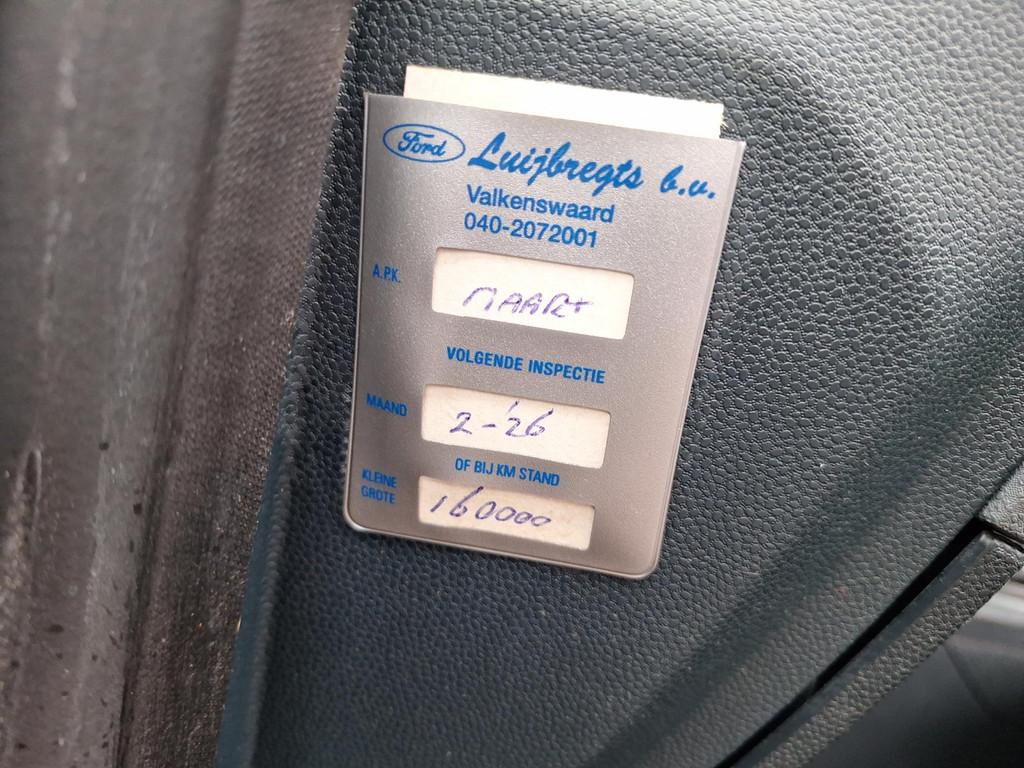 Ford Luijbregts b.v.
Valkenswaard
040-2072001
A.P.K. MAART
VOLGENDE INSPECTIE
MAAND 2-'26
OF BIJ KM STAND
KLEINE
GROTE 160000